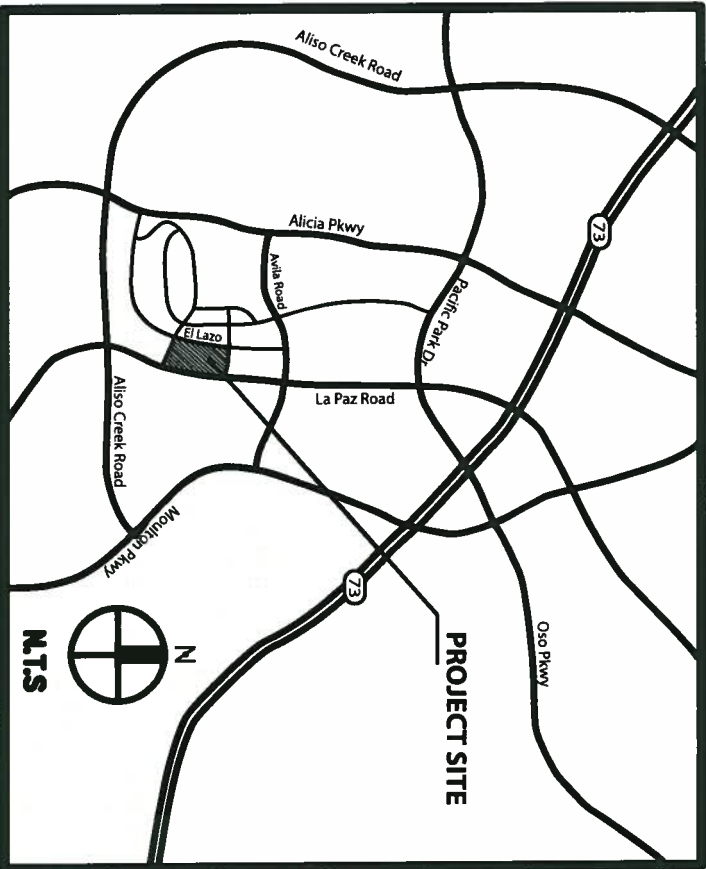 Aliso Creek Road
Alicia Pkwy
73
Avila Road
Pacific Park Dr.
El Lazo
La Paz Road
Aliso Creek Road
Moulton Pkwy
73
Oso Pkwy
PROJECT SITE
N
N.T.S